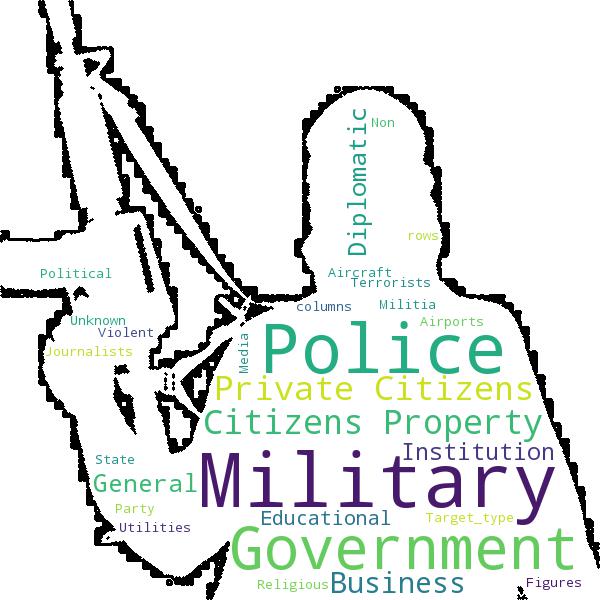 Non
Diplomatic
rows
Political
Aircraft
Terrorists
columns
Militia
Unknown
Airports
Violent
Police
Journalists
Media
Private Citizens
Citizens Property
Institution
State
Military
General
Party
Educational
Target_type
Utilities
Government
Business
Religious
Figures